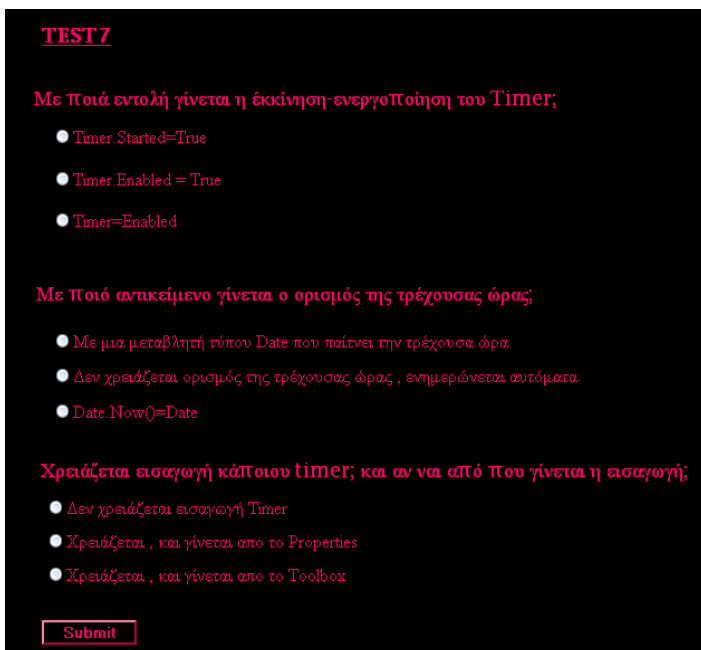 TEST7
Με ποιά εντολή γίνεται η έκκίνηση-ενεργοποίηση του Timer;
Timer.Started=True
Timer.Enabled = True
Timer=Enabled
Με ποιό αντικείμενο γίνεται ο ορισμός της τρέχουσας ώρας;
Με μια μεταβλητή τύπου Date που παίτνει την τρέχουσα ώρα
Δεν χρειάζεται ορισμός της τρέχουσας ώρας , ενημερώνεται αυτόματα
Date.Now()=Date
Χρειάζεται εισαγωγή κάποιου timer; και αν ναι από που γίνεται η εισαγωγή;
Δεν χρειάζεται εισαγωγή Timer
Χρειάζεται , και γίνεται απο το Properties
Χρειάζεται , και γίνεται απο το Toolbox
Submit